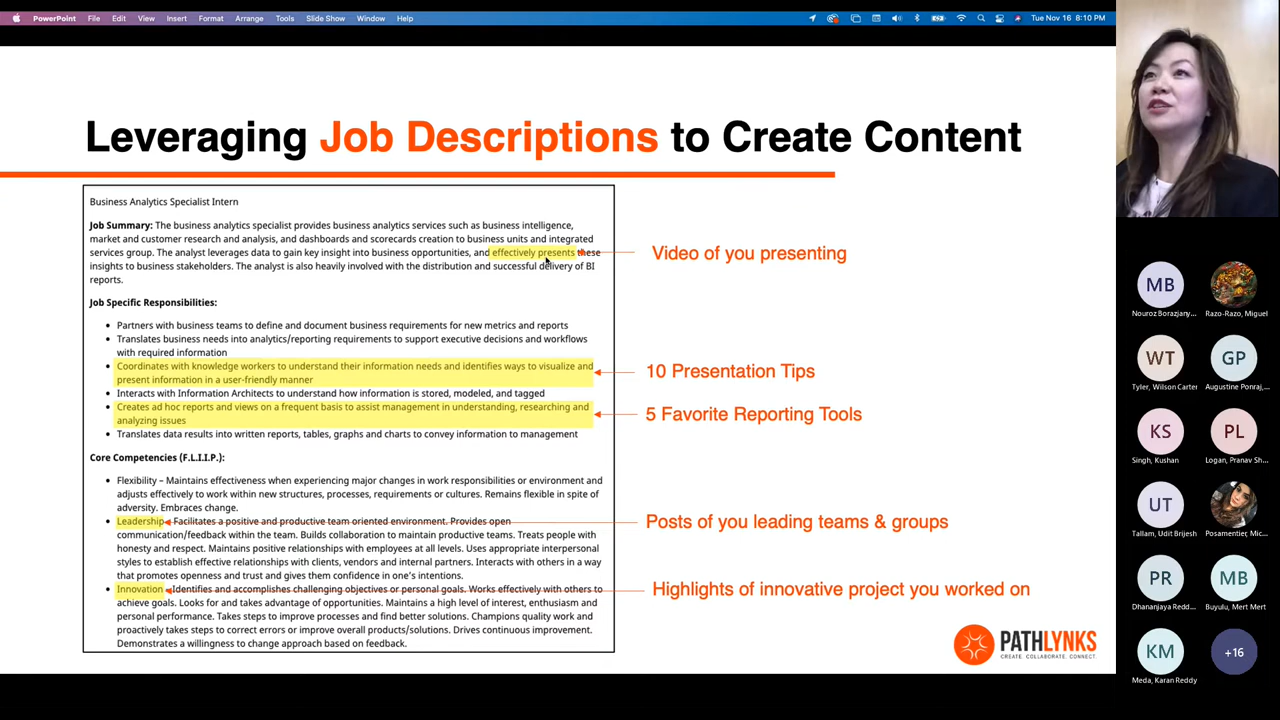 PowerPoint File Edit View Insert Format Arrange Tools Slide Show Window Help Tue Nov 16 8:10 PM
Leveraging Job Descriptions to Create Content
Business Analytics Specialist Intern
Job Summary: The business analytics specialist provides business analytics services such as business intelligence,
market and customer research and analysis, and dashboards and scorecards creation to business units and integrated
services group. The analyst leverages data to gain key insight into business opportunities, and effectively presents these
insights to business stakeholders. The analyst is also heavily involved with the distribution and successful delivery of BI
reports.
Video of you presenting
Job Specific Responsibilities:
• Partners with business teams to define and document business requirements for new metrics and reports
• Translates business needs into analytics/reporting requirements to support executive decisions and workflows
with required information
• Coordinates with knowledge workers to understand their information needs and identifies ways to visualize and
present information in a user-friendly manner
10 Presentation Tips
• Interacts with Information Architects to understand how information is stored, modeled, and tagged
• Creates ad hoc reports and views on a frequent basis to assist management in understanding, researching and
analyzing issues
5 Favorite Reporting Tools
• Translates data results into written reports, tables, graphs and charts to convey information to management
Core Competencies (F.L.I.I.P.):
• Flexibility – Maintains effectiveness when experiencing major changes in work responsibilities or environment and
adjusts effectively to work within new structures, processes, requirements or cultures. Remains flexible in spite of
adversity. Embraces change.
• Leadership - Facilitates a positive and productive team oriented environment. Provides open
communication/feedback within the team. Builds collaboration to maintain productive teams. Treats people with
honesty and respect. Maintains positive relationships with employees at all levels. Uses appropriate interpersonal
styles to establish effective relationships with clients, vendors and internal partners. Interacts with others in a way
that promotes openness and trust and gives them confidence in one's intentions.
Posts of you leading teams & groups
• Innovation - Identifies and accomplishes challenging objectives or personal goals. Works effectively with others to
achieve goals. Looks for and takes advantage of opportunities. Maintains a high level of interest, enthusiasm and
personal performance. Takes steps to improve processes and find better solutions. Champions quality work and
proactively takes steps to correct errors or improve overall products/solutions. Drives continuous improvement.
Demonstrates a willingness to change approach based on feedback.
Highlights of innovative project you worked on
PATHLYNKS
CREATE. COLLABORATE. CONNECT.
MB
Nouroz Borazjany...
Razo-Razo, Miguel
WT
Tyler, Wilson Carter
GP
Augustine Ponraj,...
KS
Singh, Kushan
PL
Logan, Pranav Sh...
UT
Tallam, Udit Brijesh
Posamentier, Mic...
PR
Dhananjaya Redd...
MB
Buyulu, Mert Mert
KM
Meda, Karan Reddy
+16